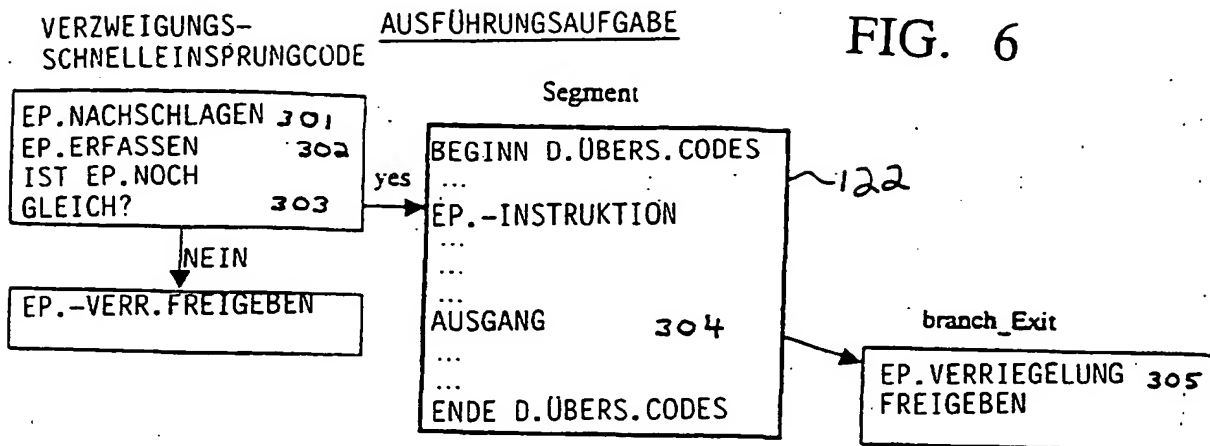 VERZWEIGUNGS-
SCHNELLEINSPRUNGCODE
AUSFÜHRUNGSAUFGABE
FIG. 6
EP.NACHSCHLAGEN 301
EP.ERFASSEN 302
IST EP.NOCH
GLEICH? 303
yes
NEIN
EP.-VERR.FREIGEBEN
Segment
BEGINN D.ÜBERS.CODES
...
EP.-INSTRUKTION
...
...
...
AUSGANG 304
...
...
ENDE D.ÜBERS.CODES
122
branch_Exit
EP.VERRIEGELUNG 305
FREIGEBEN